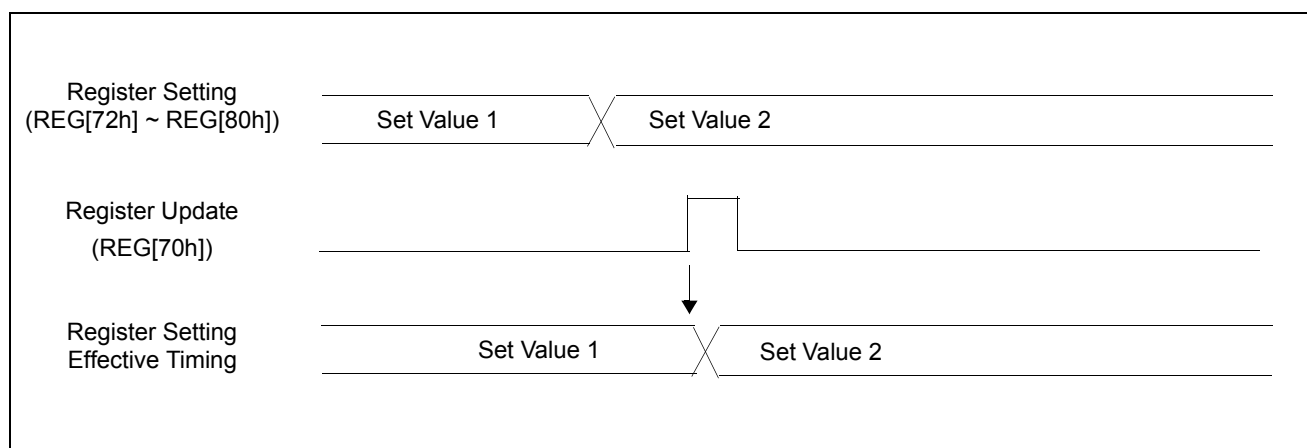 Register Setting
(REG[72h] ~ REG[80h])
Set Value 1
Set Value 2
Register Update
(REG[70h])
Register Setting
Effective Timing
Set Value 1
Set Value 2